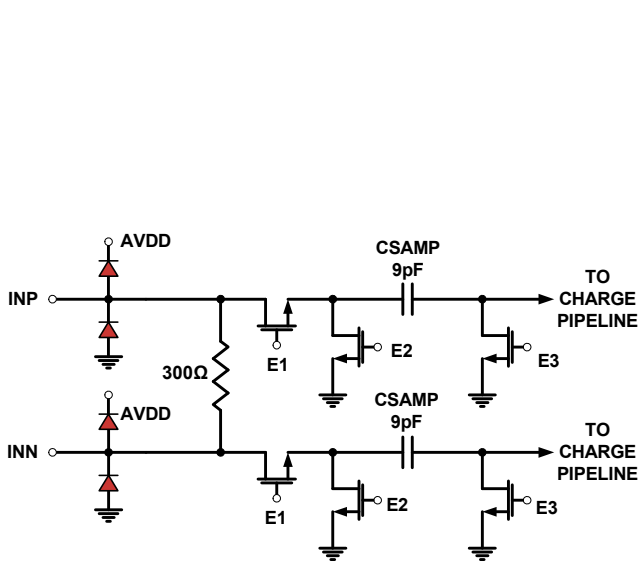 AVDD
CSAMP
9pF
INP
TO
CHARGE
PIPELINE
E1
E2
E3
300Ω
AVDD
CSAMP
9pF
INN
TO
CHARGE
PIPELINE
E1
E2
E3